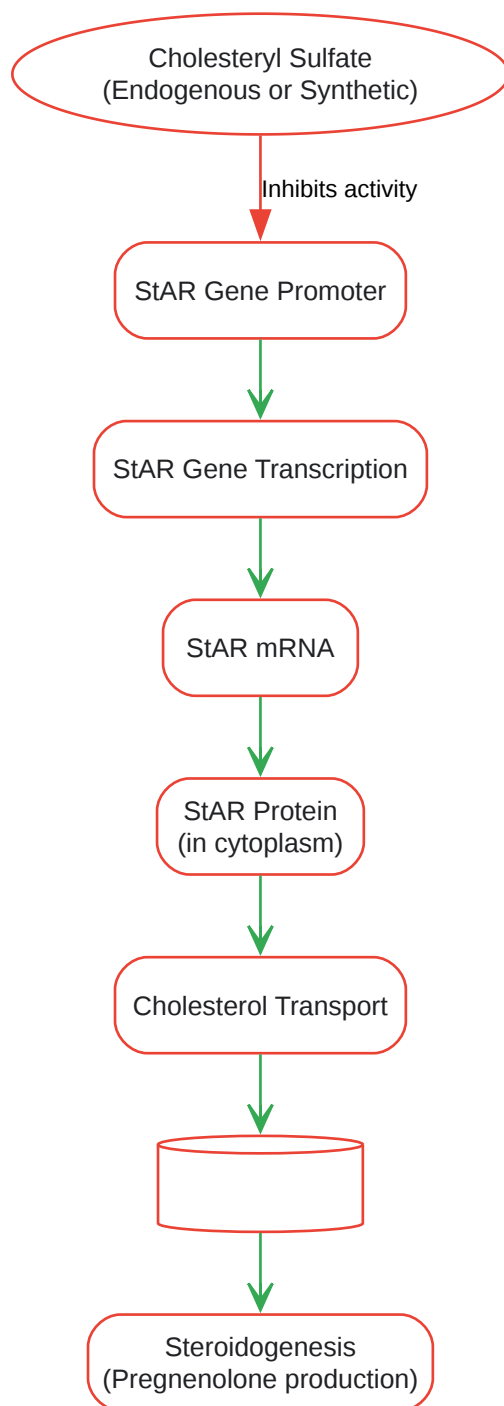 Cholesteryl Sulfate
(Endogenous or Synthetic)
Inhibits activity
StAR Gene Promoter
StAR Gene Transcription
StAR mRNA
StAR Protein
(in cytoplasm)
Cholesterol Transport
Steroidogenesis
(Pregnenolone production)